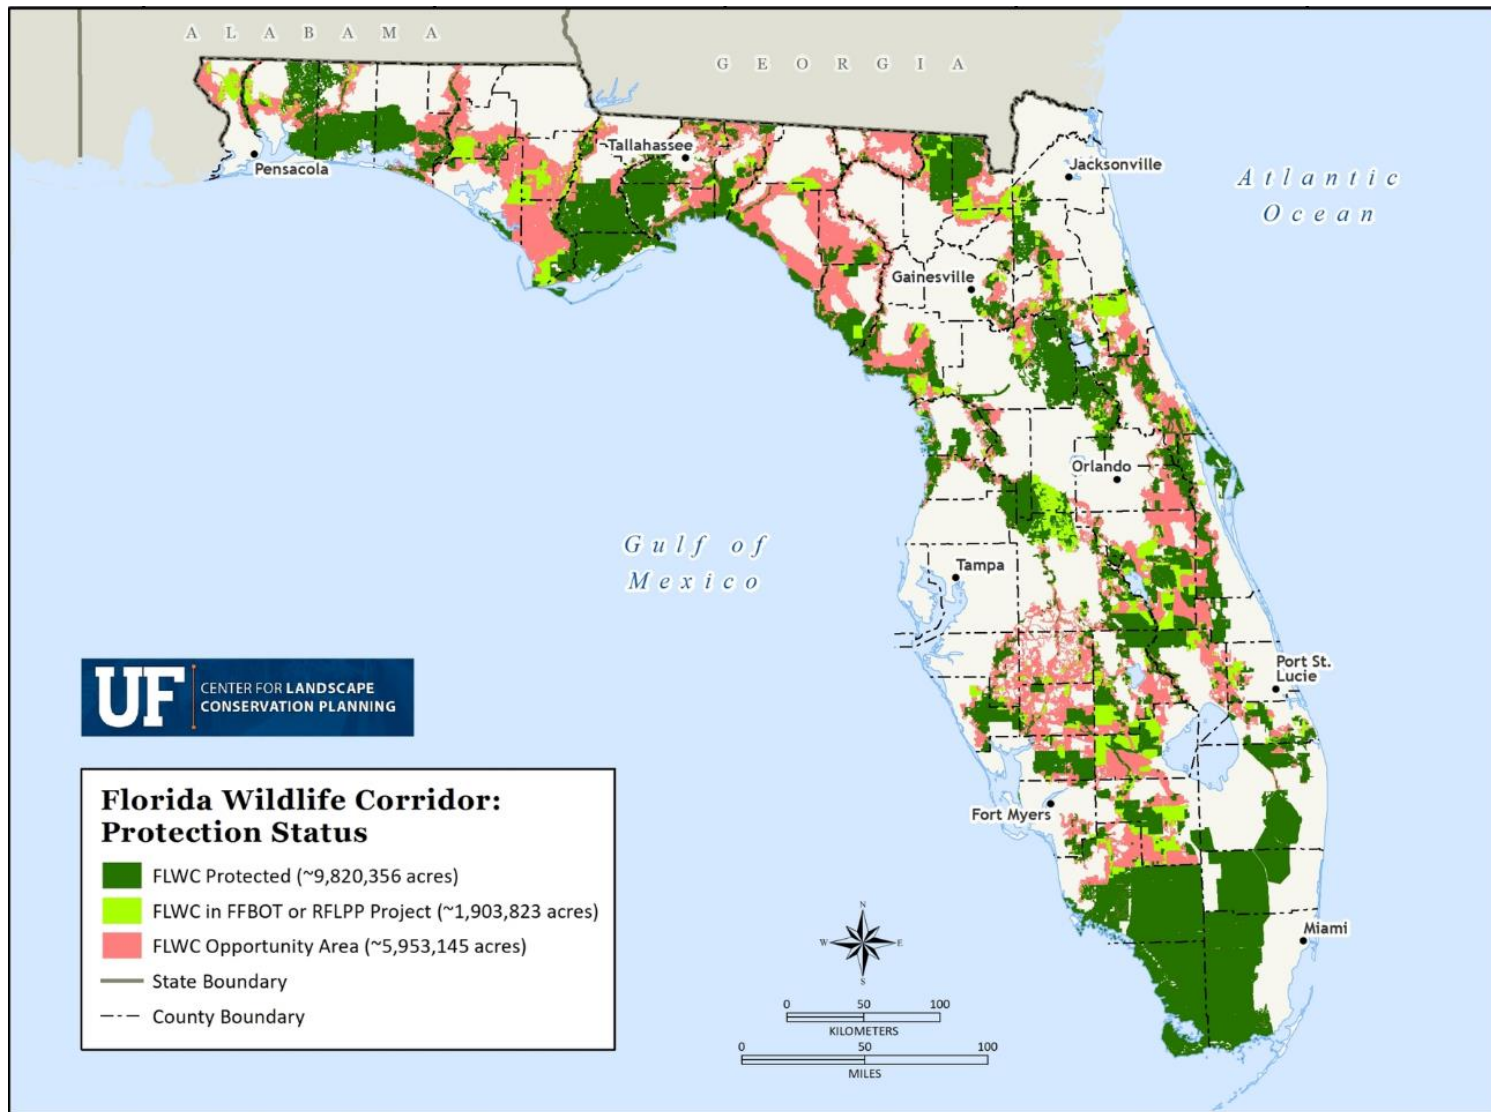 A L A B A M A
G E O R G I A
Tallahassee
Pensacola
Jacksonville
Atlantic
Ocean
Gainesville
Orlando
Gulf of
Mexico
Tampa
Port St.
Lucie
UF CENTER FOR LANDSCAPE
CONSERVATION PLANNING
Fort Myers
Miami
Florida Wildlife Corridor:
Protection Status
FLWC Protected (~9,820,356 acres)
FLWC in FFBOT or RFLPP Project (~1,903,823 acres)
FLWC Opportunity Area (~5,953,145 acres)
State Boundary
County Boundary
N
W E
S
0 50 100
KILOMETERS
0 50 100
MILES